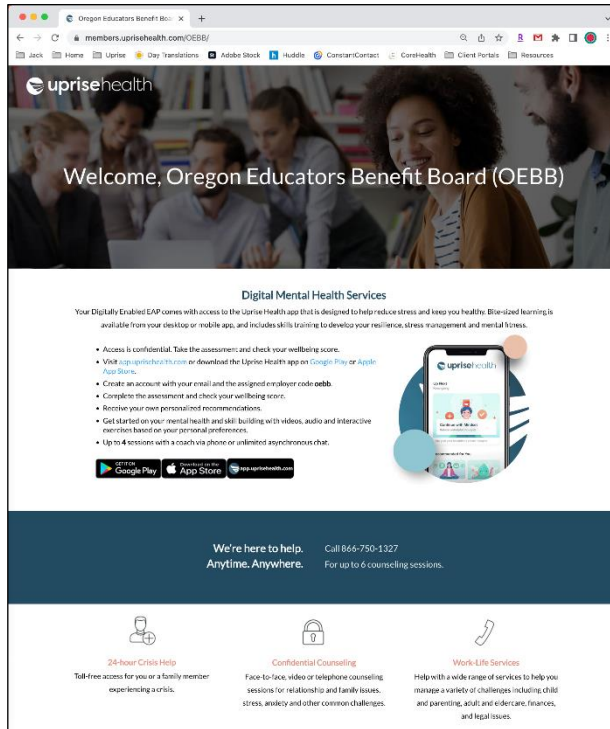 Oregon Educators Benefit Boar
members.uprisehealth.com/OEBB/
Jack Home Uprise Day Translations Adobe Stock Huddle ConstantContact CoreHealth Client Portals Resources
uprisehealth
Welcome, Oregon Educators Benefit Board (OEBB)
Digital Mental Health Services
Your Digitally Enabled EAP comes with access to the Uprise Health app that is designed to help reduce stress and keep you healthy. Bite-sized learning is
available from your desktop or mobile app, and includes skills training to develop your resilience, stress management and mental fitness.
• Access is confidential. Take the assessment and check your wellbeing score.
• Visit app.uprisehealth.com or download the Uprise Health app on Google Play or Apple
App Store.
• Create an account with your email and the assigned employer code oebb.
• Complete the assessment and check your wellbeing score.
• Receive your own personalized recommendations.
• Get started on your mental health and skill building with videos, audio and interactive
exercises based on your personal preferences.
• Up to 4 sessions with a coach via phone or unlimited asynchronous chat.
uprisehealth
Continue with Mindset
GET IT ON
Google Play
Download on the
App Store
app.uprisehealth.com
We're here to help.
Anytime. Anywhere.
Call 866-750-1327
For up to 6 counseling sessions.
24-hour Crisis Help
Toll-free access for you or a family member
experiencing a crisis.
Confidential Counseling
Face-to-face, video or telephone counseling
sessions for relationship and family issues,
stress, anxiety and other common challenges.
Work-Life Services
Help with a wide range of services to help you
manage a variety of challenges including child
and parenting, adult and eldercare, finances,
and legal issues.